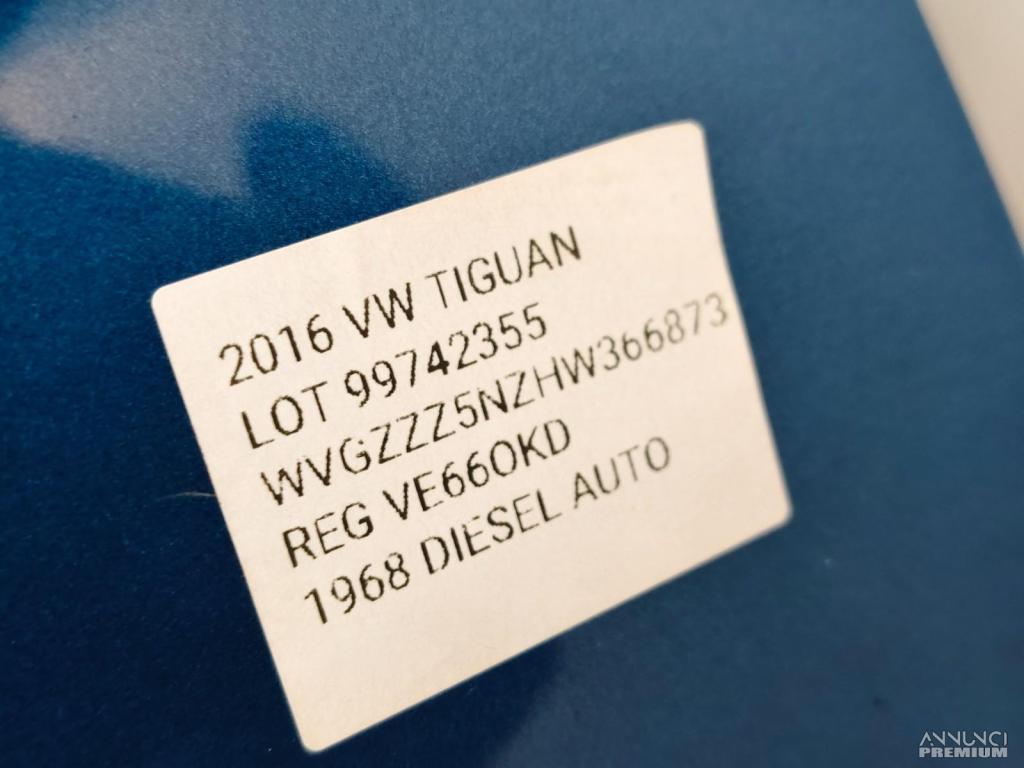 2016 VW TIGUAN
LOT 99742355
WVGZZZ5NZHW366873
REG VE66OKD
1968 DIESEL AUTO
ANNUNCI
PREMIUM